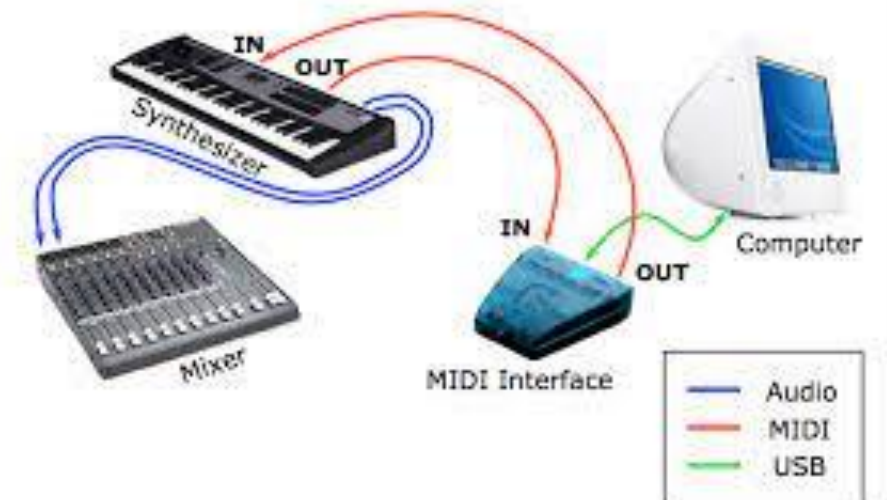 IN
OUT
Synthesizer
IN
OUT
Computer
Mixer
MIDI Interface
Audio
MIDI
USB